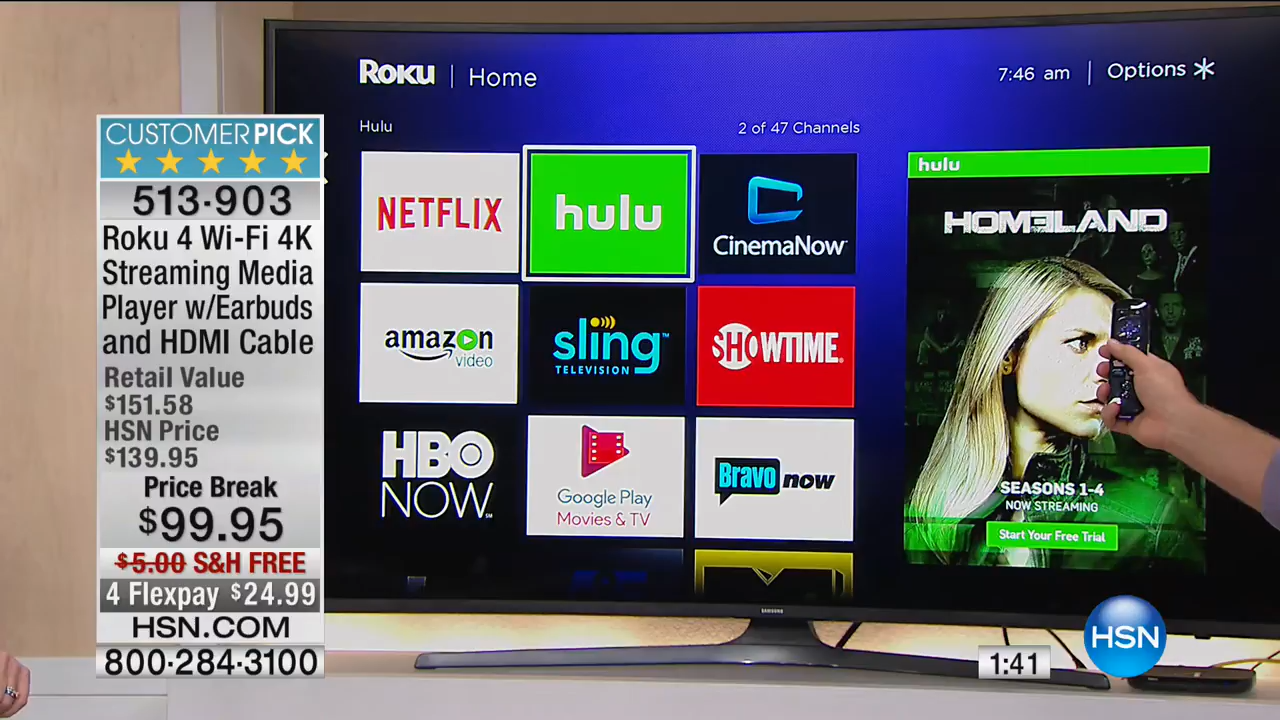 CUSTOMER PICK
513-903
Roku 4 Wi-Fi 4K
Streaming Media
Player w/Earbuds
and HDMI Cable
Retail Value
$151.58
HSN Price
$139.95
Price Break
$99.95
$5.00 S&H FREE
4 Flexpay $24.99
HSN.COM
800-284-3100
ROKU | Home
7:46 am | Options
Hulu
2 of 47 Channels
NETFLIX
hulu
CinemaNow
amazon
video
sling
TELEVISION
SHOWTIME
HBO
NOW
Google Play
Movies & TV
Bravo now
hulu
HOMELAND
SEASONS 1-4
NOW STREAMING
Start Your Free Trial
SAMSUNG
1:41
HSN